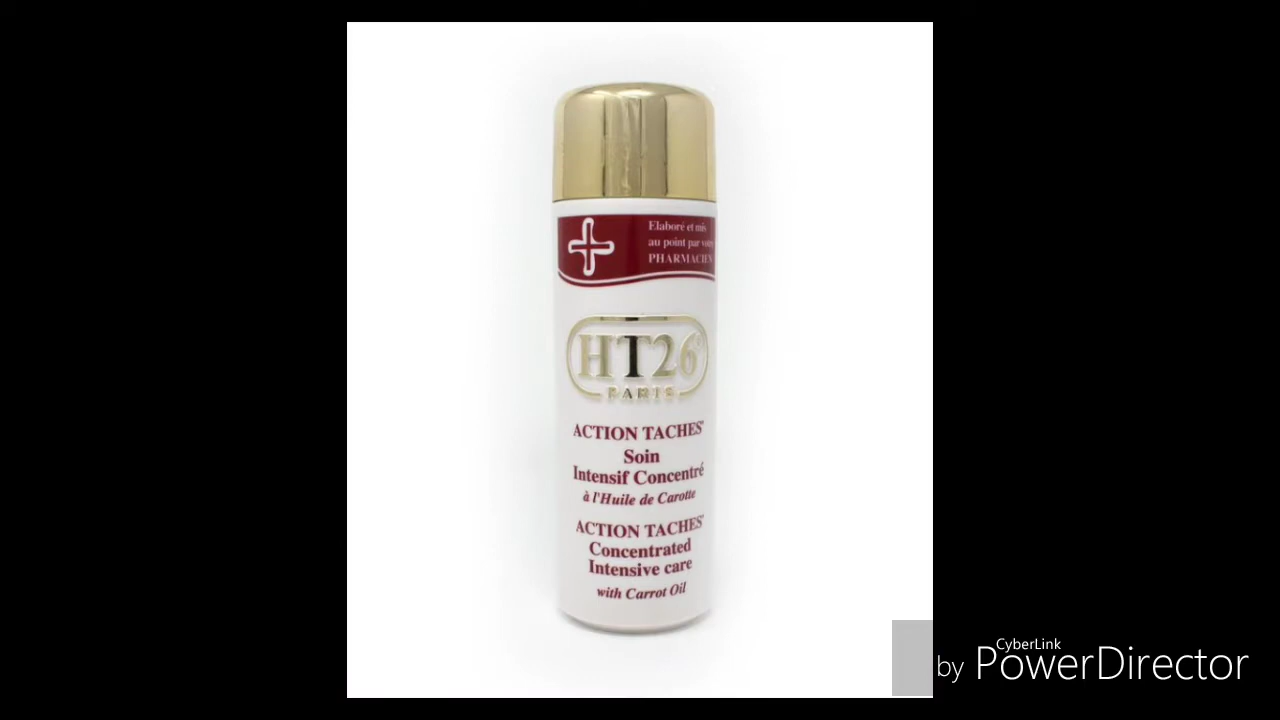 Elaboré et mis
au point par votre
PHARMACIEN
HT26®
PARIS
ACTION TACHES
Soin
Intensif Concentré
à l'Huile de Carotte
ACTION TACHES
Concentrated
Intensive care
with Carrot Oil
CyberLink
by PowerDirector